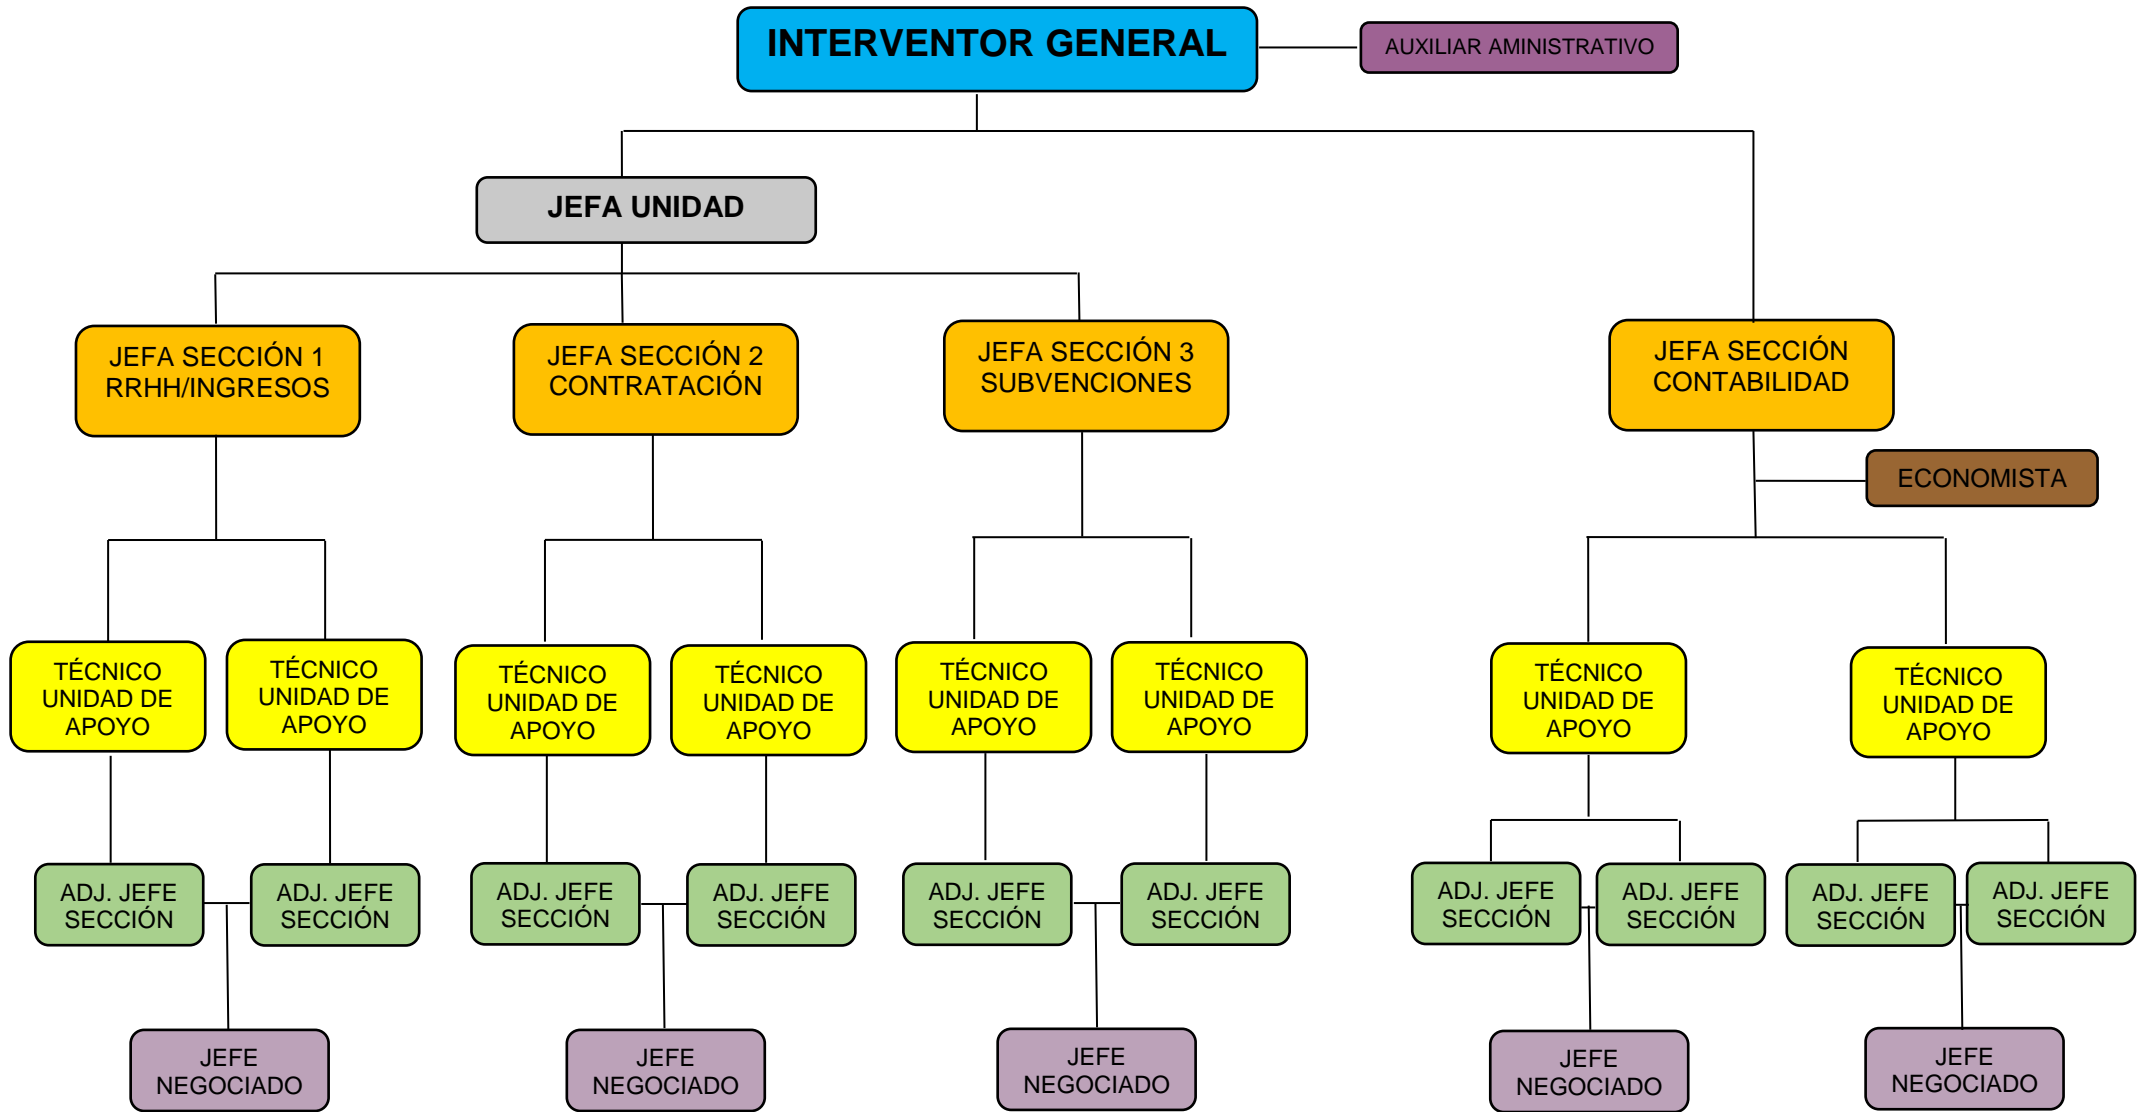 INTERVENTOR GENERAL
AUXILIAR AMINISTRATIVO
JEFA UNIDAD
JEFA SECCIÓN 1
RRHH/INGRESOS
JEFA SECCIÓN 2
CONTRATACIÓN
JEFA SECCIÓN 3
SUBVENCIONES
JEFA SECCIÓN
CONTABILIDAD
ECONOMISTA
TÉCNICO
UNIDAD DE
APOYO
TÉCNICO
UNIDAD DE
APOYO
TÉCNICO
UNIDAD DE
APOYO
TÉCNICO
UNIDAD DE
APOYO
TÉCNICO
UNIDAD DE
APOYO
TÉCNICO
UNIDAD DE
APOYO
TÉCNICO
UNIDAD DE
APOYO
TÉCNICO
UNIDAD DE
APOYO
ADJ. JEFE
SECCIÓN
ADJ. JEFE
SECCIÓN
ADJ. JEFE
SECCIÓN
ADJ. JEFE
SECCIÓN
ADJ. JEFE
SECCIÓN
ADJ. JEFE
SECCIÓN
ADJ. JEFE
SECCIÓN
ADJ. JEFE
SECCIÓN
ADJ. JEFE
SECCIÓN
ADJ. JEFE
SECCIÓN
JEFE
NEGOCIADO
JEFE
NEGOCIADO
JEFE
NEGOCIADO
JEFE
NEGOCIADO
JEFE
NEGOCIADO